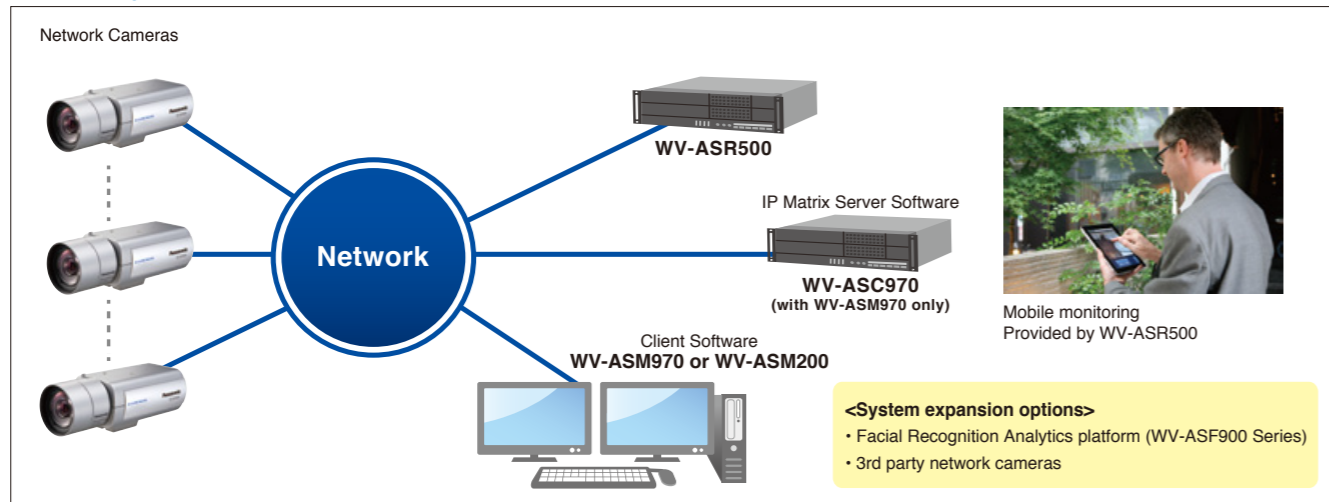 Network Cameras
WV-ASR500
IP Matrix Server Software
Network
WV-ASC970
(with WV-ASM970 only)
Mobile monitoring
Provided by WV-ASR500
Client Software
WV-ASM970 or WV-ASM200
<System expansion options>
・Facial Recognition Analytics platform (WV-ASF900 Series)
・3rd party network cameras